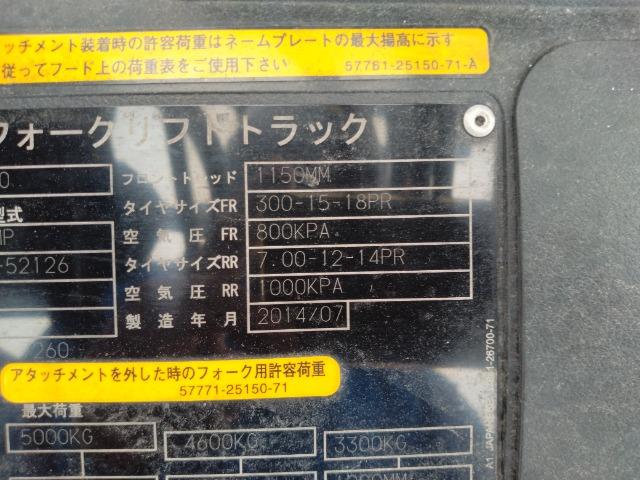 ッチメント装着時の許容荷重はネームプレートの最大揚高に示す
従ってフード上の荷重表をご使用下さい 57761-25150-71-A
フォークリフトトラック
0 フロントトレッド 1150MM
型式 タイヤサイズFR 300-15-18PR
MP 空気圧FR 800KPA
-52126 タイヤサイズRR 7.00-12-14PR
空気圧RR 1000KPA
製造年月 2014/07
260
アタッチメントを外した時のフォーク用許容荷重
57771-25150-71
最大荷重
5000KG 4600KG 3300KG
A1 JAPAN
1-26700-71